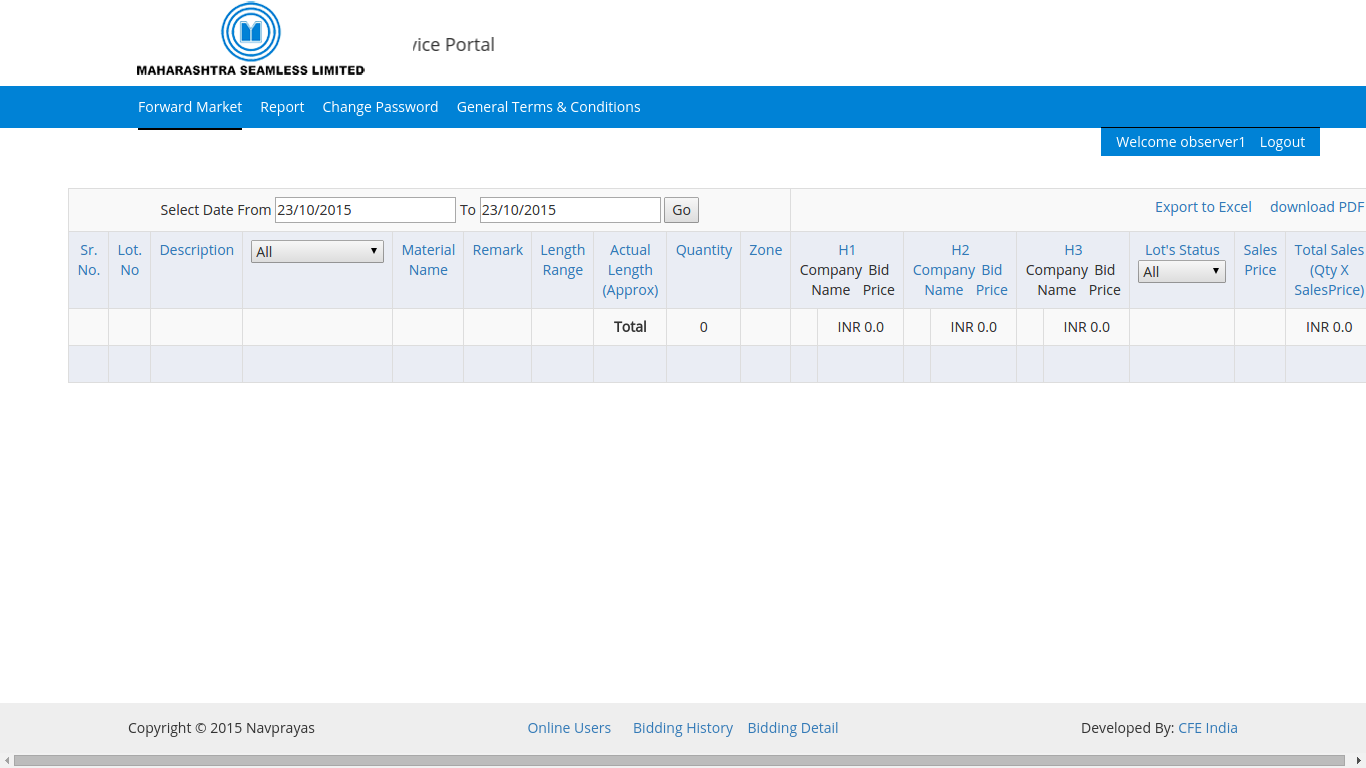 MAHARASHTRA SEAMLESS LIMITED
vice Portal
Forward Market Report Change Password General Terms & Conditions
Welcome observer1 Logout
Select Date From 23/10/2015 To 23/10/2015 Go
Export to Excel download PDF
Sr. No.
Lot. No
Description
All
Material Name
Remark
Length Range
Actual Length (Approx)
Quantity
Zone
H1
Company Name Bid Price
H2
Company Name Bid Price
H3
Company Name Bid Price
Lot's Status
All
Sales Price
Total Sales (Qty X SalesPrice)
Total 0 INR 0.0 INR 0.0 INR 0.0 INR 0.0
Copyright © 2015 Navprayas
Online Users Bidding History Bidding Detail
Developed By: CFE India